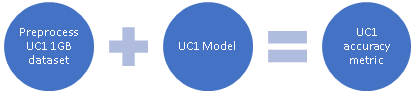 Preprocess
UC1 1GB
dataset
UC1 Model
UC1
accuracy
metric